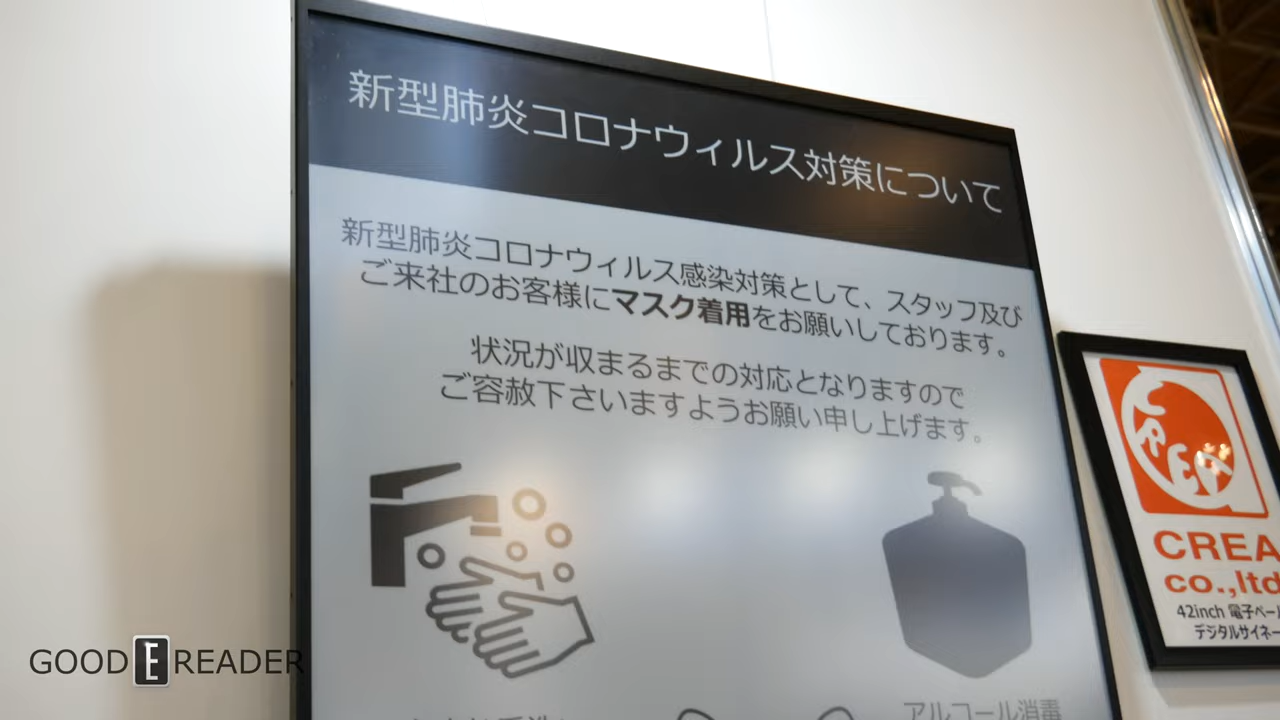 新型肺炎コロナウィルス対策について
新型肺炎コロナウィルス感染対策として、スタッフ及び
ご来社のお客様にマスク着用をお願いしております。
状況が収まるまでの対応となりますので
ご容赦下さいますようお願い申し上げます。
アルコール消毒
CREA
CREA
co.,ltd
42inch 電子ペー
デジタルサイネー
GOOD E READER